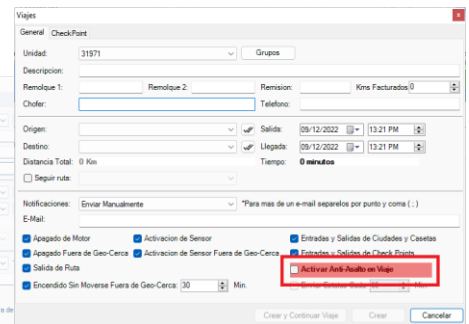 Viajes
General CheckPoint
Unidad: 31971 Grupos
Descripcion:
Remolque 1: Remolque 2: Remision: Kms Facturados 0
Chofer: Telefono:
Origen: Salida: 09/12/2022 13:21 PM
Destino: Llegada: 09/12/2022 13:21 PM
Distancia Total: 0 Km Tiempo: 0 minutos
Seguir ruta:
Notificaciones: Enviar Manualmente *Para mas de un e-mail separelos por punto y coma ( ; )
E-Mail:
Apagado de Motor Activacion de Sensor Entradas y Salidas de Ciudades y Casetas
Apagado Fuera de Geo-Cerca Activacion de Sensor Fuera de Geo-Cerca Entradas y Salidas de Check Points
Salida de Ruta Activar Anti-Asalto en Viaje
Encendido Sin Moverse Fuera de Geo-Cerca: 30 Min. Enviar Estatus Cada Min.
Crear y Continuar Viaje Crear Cancelar